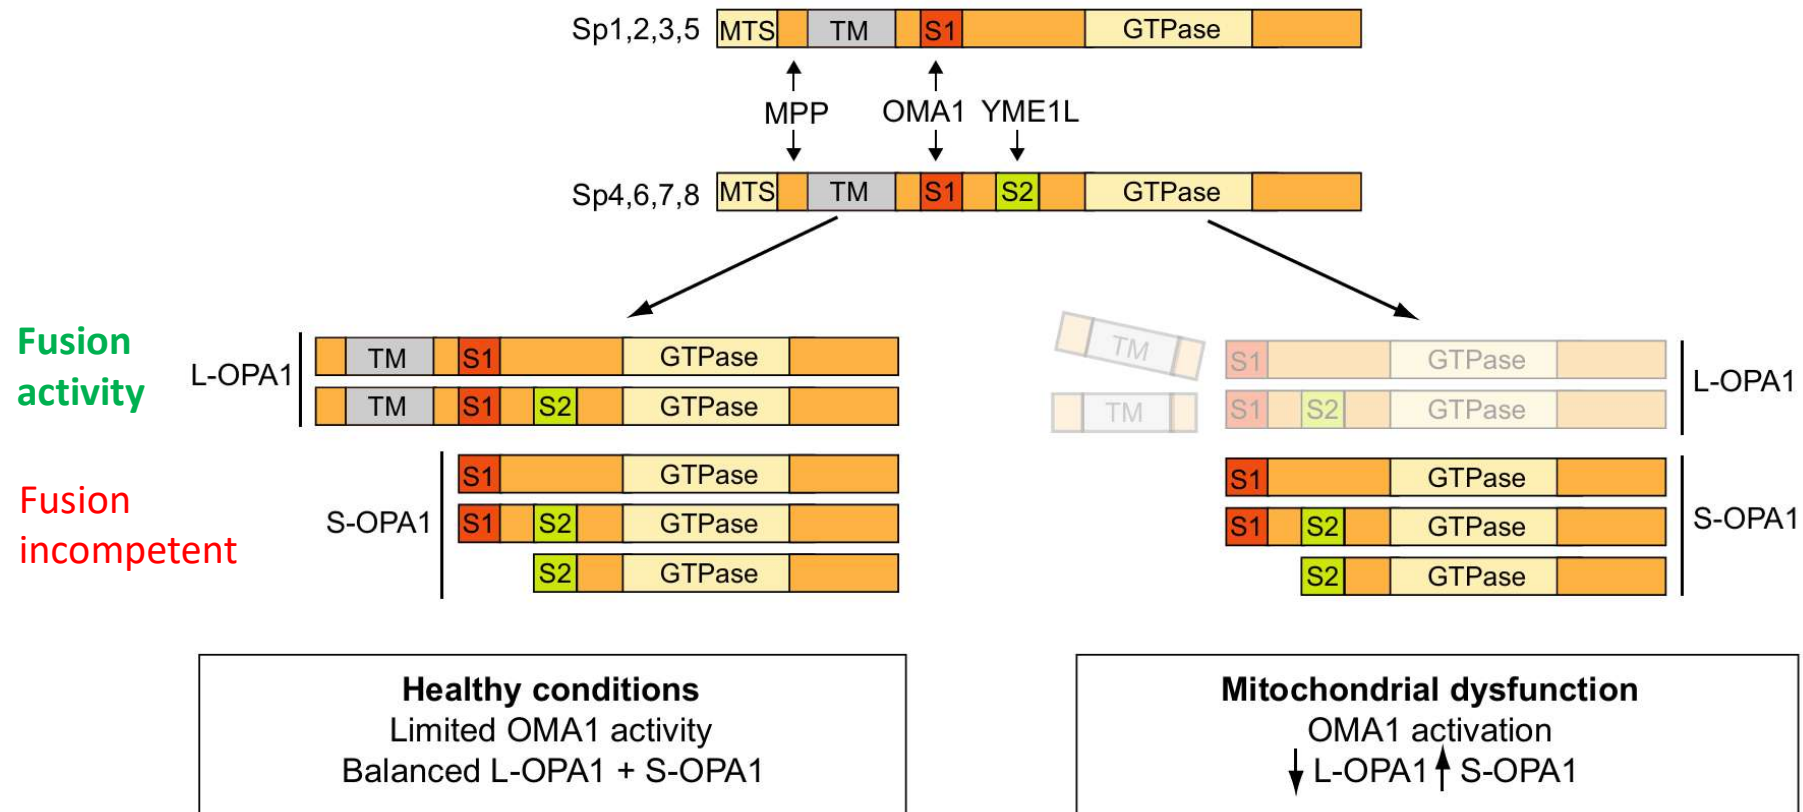 Sp1,2,3,5 MTS TM S1 GTPase
MPP OMA1 YME1L
Sp4,6,7,8 MTS TM S1 S2 GTPase
Fusion
activity
L-OPA1
TM S1 GTPase
TM S1 S2 GTPase
Fusion
incompetent
S-OPA1
S1 GTPase
S1 S2 GTPase
S2 GTPase
TM S1 GTPase
TM S1 S2 GTPase
L-OPA1
S1 GTPase
S1 S2 GTPase
S2 GTPase
S-OPA1
Healthy conditions
Limited OMA1 activity
Balanced L-OPA1 + S-OPA1
Mitochondrial dysfunction
OMA1 activation
↓ L-OPA1 ↑ S-OPA1